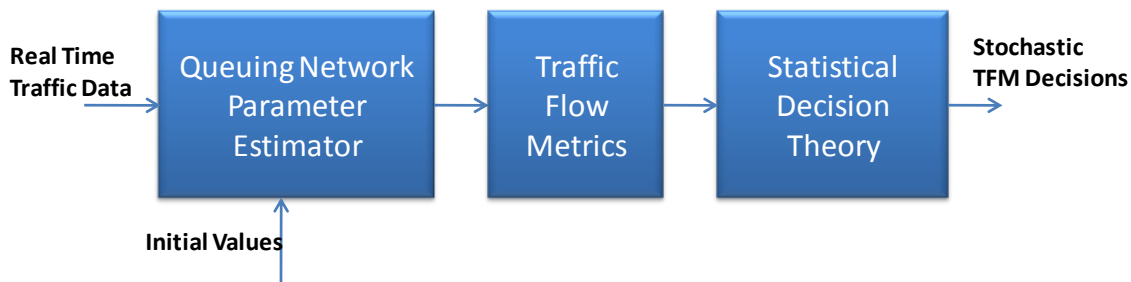 Real Time
Traffic Data
Queuing Network
Parameter
Estimator
Traffic
Flow
Metrics
Statistical
Decision
Theory
Stochastic
TFM Decisions
Initial Values